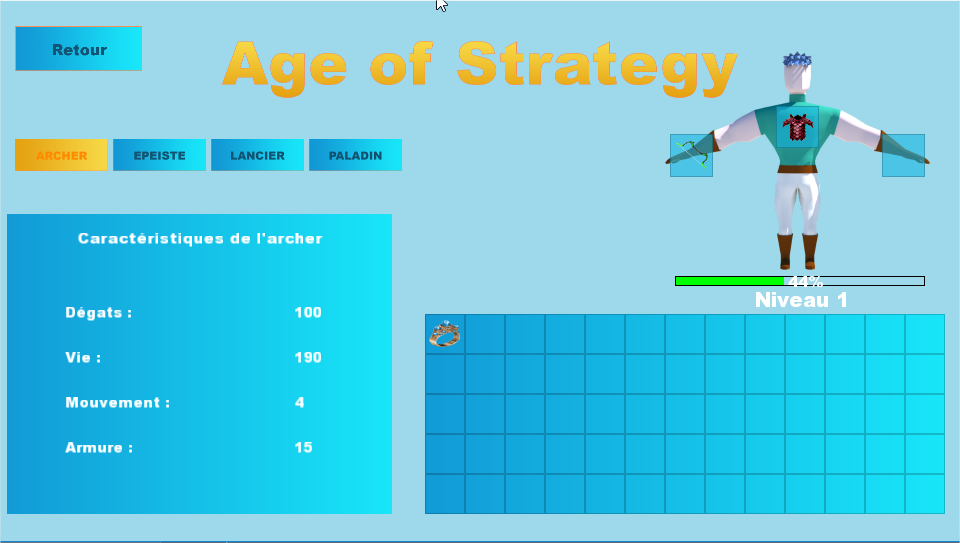 Retour
Age of Strategy
ARCHER
EPEISTE
LANCIER
PALADIN
Caractéristiques de l'archer
Dégats : 100
Vie : 190
Mouvement : 4
Armure : 15
44%
Niveau 1